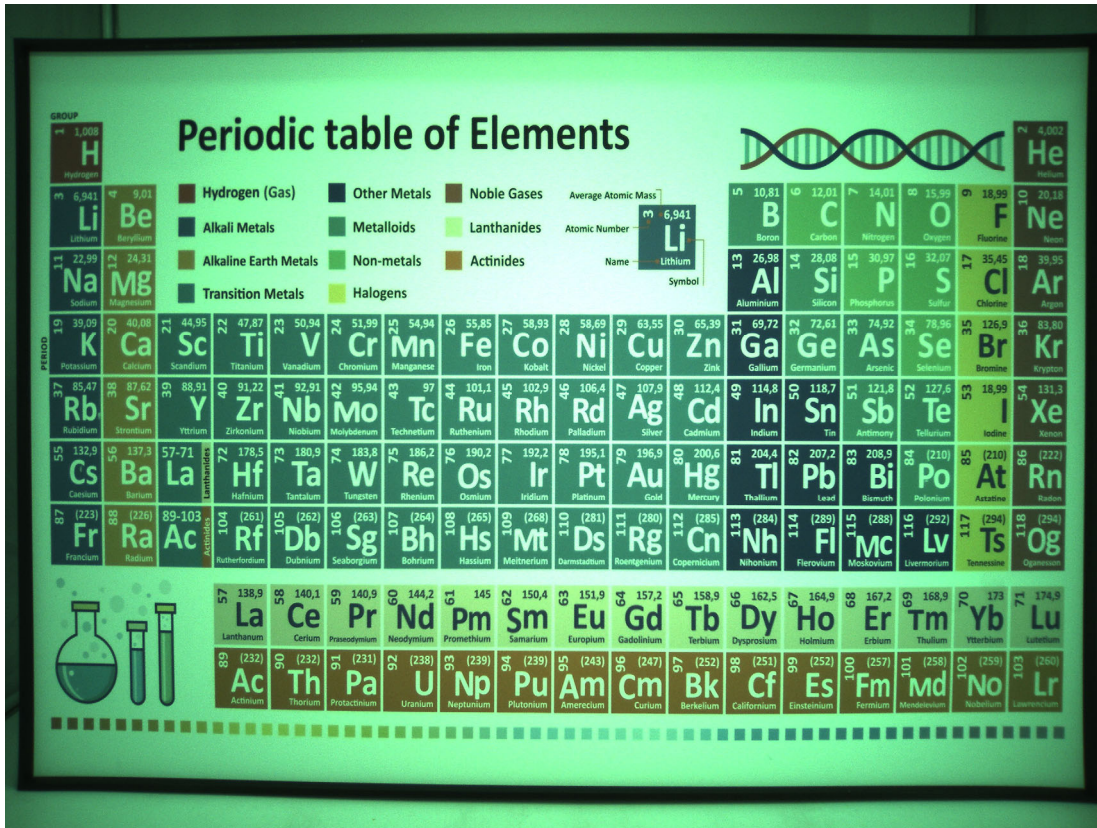 GROUP
Periodic table of Elements
1 1,008 2 4,002
H He
Hydrogen Helium
Hydrogen (Gas) Other Metals Noble Gases
Alkali Metals Metalloids Lanthanides
Alkaline Earth Metals Non-metals Actinides
Transition Metals Halogens
Average Atomic Mass
Atomic Number
Name
Symbol
3 6,941
Li
Lithium
3 6,941 4 9,01 5 10,81 6 12,01 7 14,01 8 15,99 9 18,99 10 20,18
Li Be B C N O F Ne
Lithium Beryllium Boron Carbon Nitrogen Oxygen Fluorine Neon
11 22,99 12 24,31 13 26,98 14 28,08 15 30,97 16 32,07 17 35,45 18 39,95
Na Mg Al Si P S Cl Ar
Sodium Magnesium Aluminium Silicon Phosphorus Sulfur Chlorine Argon
PERIOD
19 39,09 20 40,08 21 44,95 22 47,87 23 50,94 24 51,99 25 54,94 26 55,85 27 58,93 28 58,69 29 63,55 30 65,39 31 69,72 32 72,61 33 74,92 34 78,96 35 126,9 36 83,80
K Ca Sc Ti V Cr Mn Fe Co Ni Cu Zn Ga Ge As Se Br Kr
Potassium Calcium Scandium Titanium Vanadium Chromium Manganese Iron Kobalt Nickel Copper Zink Gallium Germanium Arsenic Selenium Bromine Krypton
37 85,47 38 87,62 39 88,91 40 91,22 41 92,91 42 95,94 43 97 44 101,1 45 102,9 46 106,4 47 107,9 48 112,4 49 114,8 50 118,7 51 121,8 52 127,6 53 18,99 54 131,3
Rb Sr Y Zr Nb Mo Tc Ru Rh Rd Ag Cd In Sn Sb Te I Xe
Rubidium Strontium Yttrium Zirkonium Niobium Molybdenum Technetium Ruthenium Rhodium Palladium Silver Cadmium Indium Tin Antimony Tellurium Iodine Xenon
55 132,9 56 137,3 57-71 72 178,5 73 180,9 74 183,8 75 186,2 76 190,2 77 192,2 78 195,1 79 196,9 80 200,6 81 204,4 82 207,2 83 208,9 84 (210) 85 (210) 86 (222)
Cs Ba La Lanthanides Hf Ta W Re Os Ir Pt Au Hg Tl Pb Bi Po At Rn
Caesium Barium Hafnium Tantalum Tungsten Rhenium Osmium Iridium Platinum Gold Mercury Thallium Lead Bismuth Polonium Astatine Radon
87 (223) 88 (226) 89-103 104 (261) 105 (262) 106 (263) 107 (264) 108 (265) 109 (268) 110 (281) 111 (280) 112 (285) 113 (284) 114 (289) 115 (288) 116 (292) 117 (294) 118 (294)
Fr Ra Ac Actinides Rf Db Sg Bh Hs Mt Ds Rg Cn Nh Fl Mc Lv Ts Og
Francium Radium Rutherfordium Dubnium Seaborgium Bohrium Hassium Meitnerium Darmstadtium Roentgenium Copernicium Nihonium Flerovium Moskovium Livermorium Tennessine Oganesson
57 138,9 58 140,1 59 140,9 60 144,2 61 145 62 150,4 63 151,9 64 157,2 65 158,9 66 162,5 67 164,9 68 167,2 69 168,9 70 173 71 174,9
La Ce Pr Nd Pm Sm Eu Gd Tb Dy Ho Er Tm Yb Lu
Lanthanum Cerium Praseodymium Neodymium Promethium Samarium Europium Gadolinium Terbium Dysprosium Holmium Erbium Thulium Ytterbium Lutetium
89 (232) 90 (232) 91 (231) 92 (238) 93 (239) 94 (239) 95 (243) 96 (247) 97 (252) 98 (251) 99 (252) 100 (257) 101 (258) 102 (259) 103 (260)
Ac Th Pa U Np Pu Am Cm Bk Cf Es Fm Md No Lr
Actinium Thorium Protactinium Uranium Neptunium Plutonium Amerecium Curium Berkelium Californium Einsteinium Fermium Mendelevium Nobelium Lawrencium